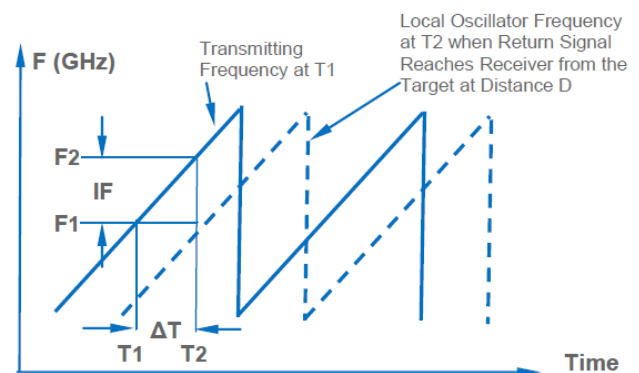 Local Oscillator Frequency
at T2 when Return Signal
Reaches Receiver from the
Target at Distance D
Transmitting
Frequency at T1
F (GHz)
F2
IF
F1
ΔT
T1 T2
Time